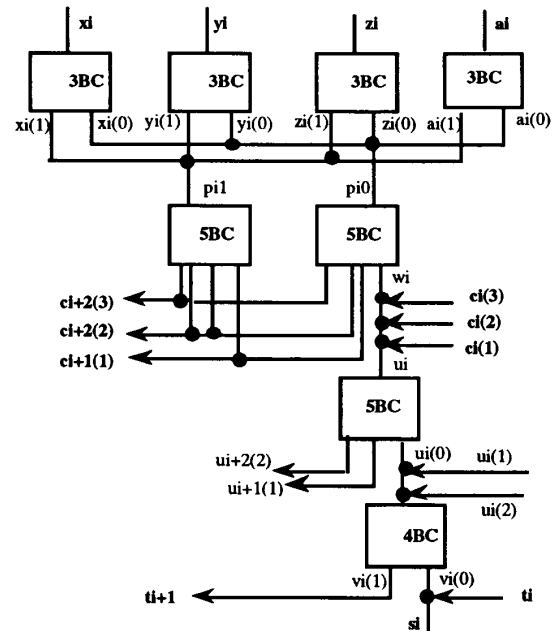 xi yi zi ai
3BC 3BC 3BC 3BC
xi(1) xi(0) yi(1) yi(0) zi(1) zi(0) ai(1) ai(0)
pi1 pi0
5BC 5BC
wi
ci+2(3) ci(3)
ci+2(2) ci(2)
ci+1(1) ci(1)
ui
5BC
ui+2(2) ui(0) ui(1)
ui+1(1)
ui(2)
4BC
vi(1) vi(0)
ti+1 ti
si